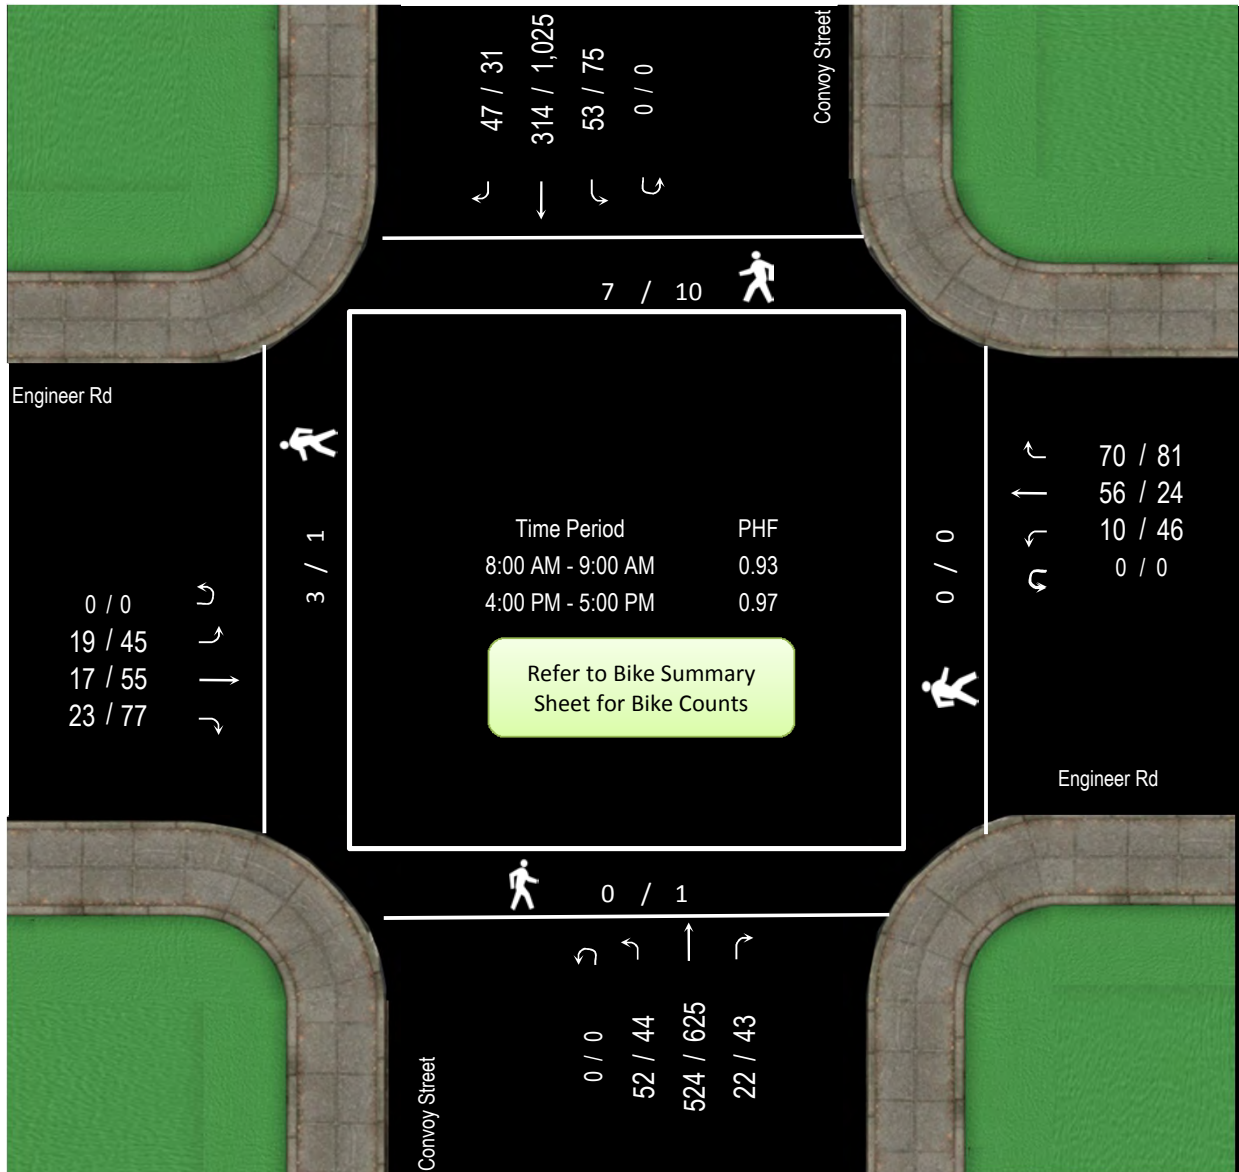 47 / 31
314 / 1,025
53 / 75
0 / 0
Convoy Street
7 / 10
Engineer Rd
3 / 1
0 / 0
19 / 45
17 / 55
23 / 77
Time Period PHF
8:00 AM - 9:00 AM 0.93
4:00 PM - 5:00 PM 0.97
Refer to Bike Summary
Sheet for Bike Counts
0 / 0
70 / 81
56 / 24
10 / 46
0 / 0
Engineer Rd
0 / 1
0 / 0
52 / 44
524 / 625
22 / 43
Convoy Street